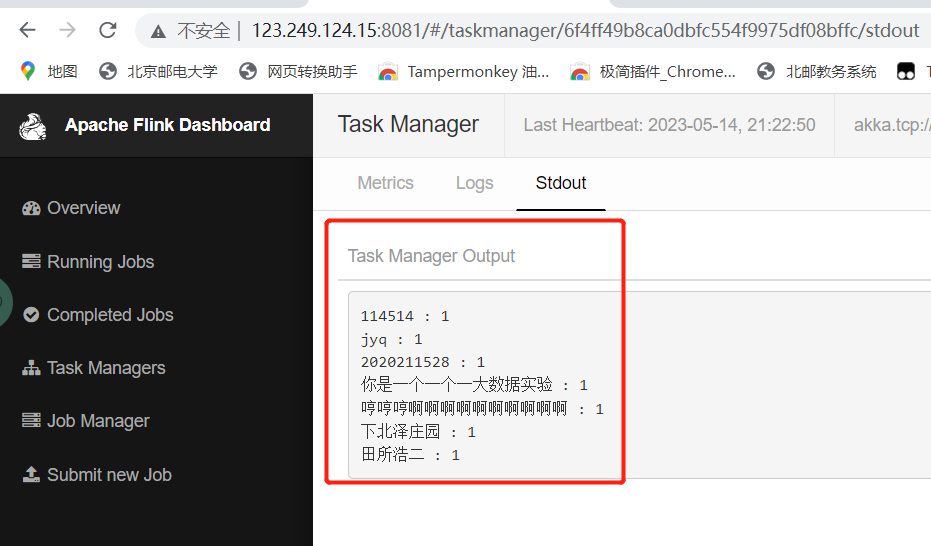 不安全 | 123.249.124.15:8081/#/taskmanager/6f4ff49b8ca0dbfc554f9975df08bffc/stdout
地图 北京邮电大学 网页转换助手 Tampermonkey 油... 极简插件_Chrome... 北邮教务系统
Apache Flink Dashboard
Task Manager Last Heartbeat: 2023-05-14, 21:22:50 akka.tcp:/
Metrics Logs Stdout
Overview
Running Jobs
Completed Jobs
Task Managers
Job Manager
Submit new Job
Task Manager Output
114514 : 1
jyq : 1
2020211528 : 1
你是一个一个一大数据实验 : 1
哼哼哼啊啊啊啊啊啊啊啊啊啊 : 1
下北泽庄园 : 1
田所浩二 : 1